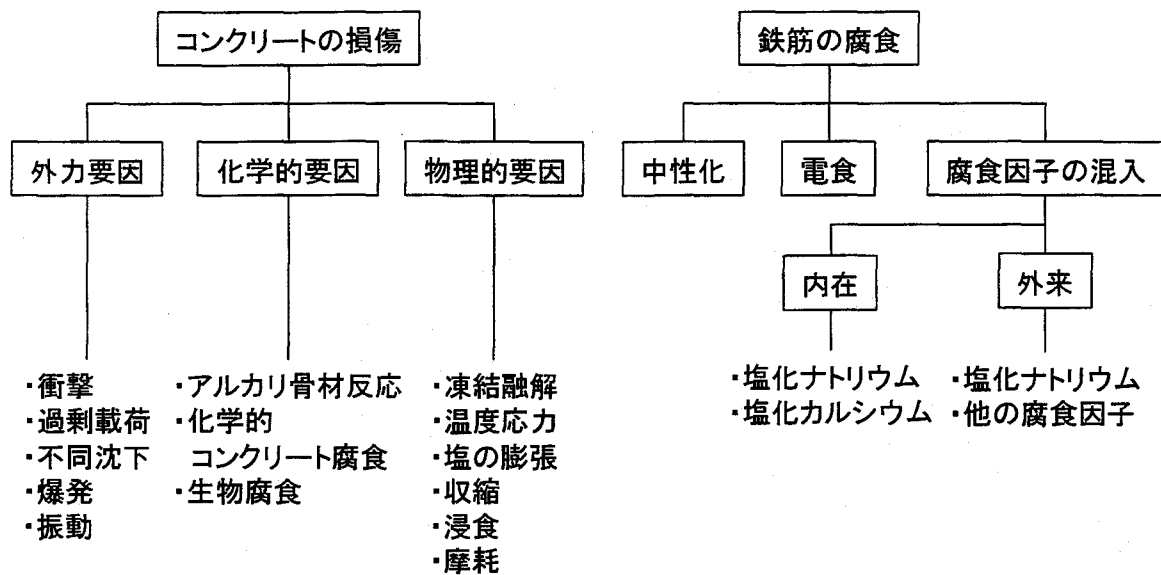 コンクリートの損傷
外力要因
化学的要因
物理的要因
・衝撃
・過剰載荷
・不同沈下
・爆発
・振動
・アルカリ骨材反応
・化学的
コンクリート腐食
・生物腐食
・凍結融解
・温度応力
・塩の膨張
・収縮
・浸食
・摩耗
鉄筋の腐食
中性化
電食
腐食因子の混入
内在
外来
・塩化ナトリウム
・塩化カルシウム
・塩化ナトリウム
・他の腐食因子